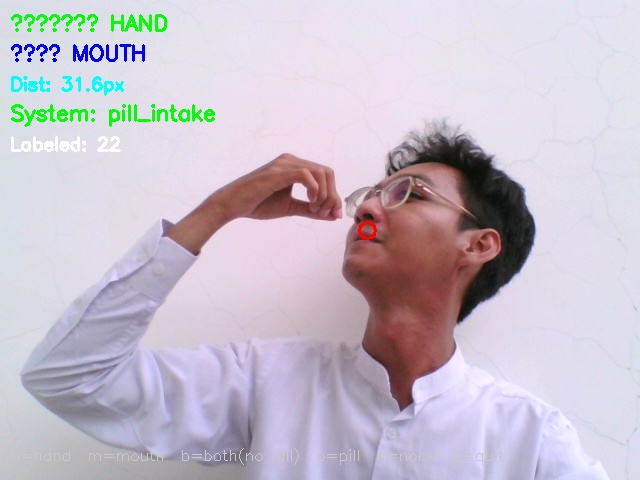 ??????? HAND
???? MOUTH
Dist: 31.6px
System: pill_intake
Labeled: 22
m=mouth b=both(no pill)